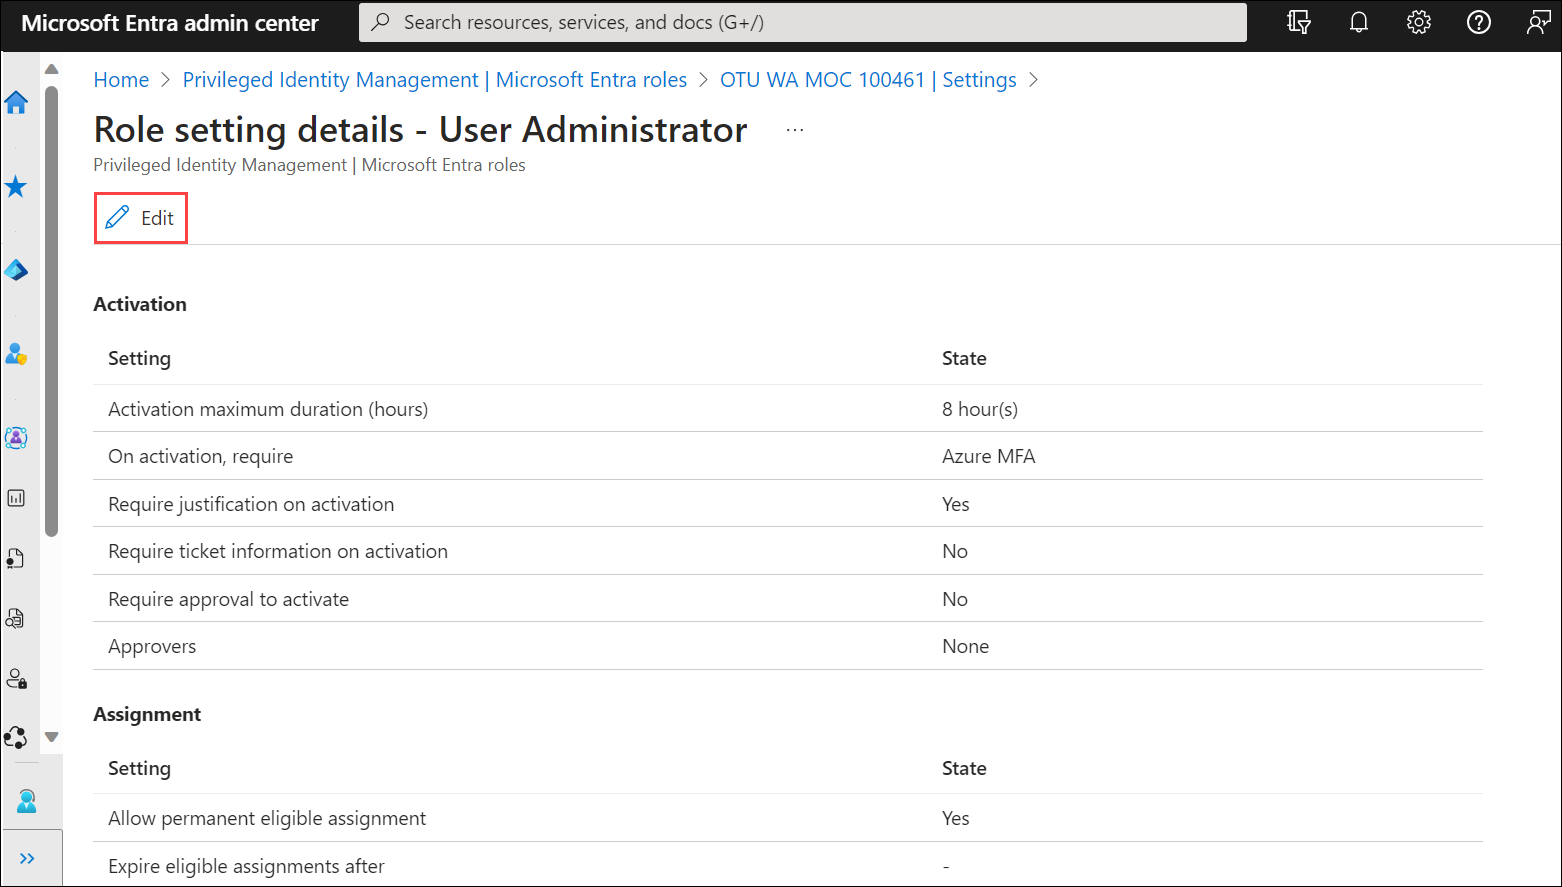 Microsoft Entra admin center
Search resources, services, and docs (G+/)
Home > Privileged Identity Management | Microsoft Entra roles > OTU WA MOC 100461 | Settings >
Role setting details - User Administrator ...
Privileged Identity Management | Microsoft Entra roles
Edit
Activation
Setting State
Activation maximum duration (hours) 8 hour(s)
On activation, require Azure MFA
Require justification on activation Yes
Require ticket information on activation No
Require approval to activate No
Approvers None
Assignment
Setting State
Allow permanent eligible assignment Yes
Expire eligible assignments after -